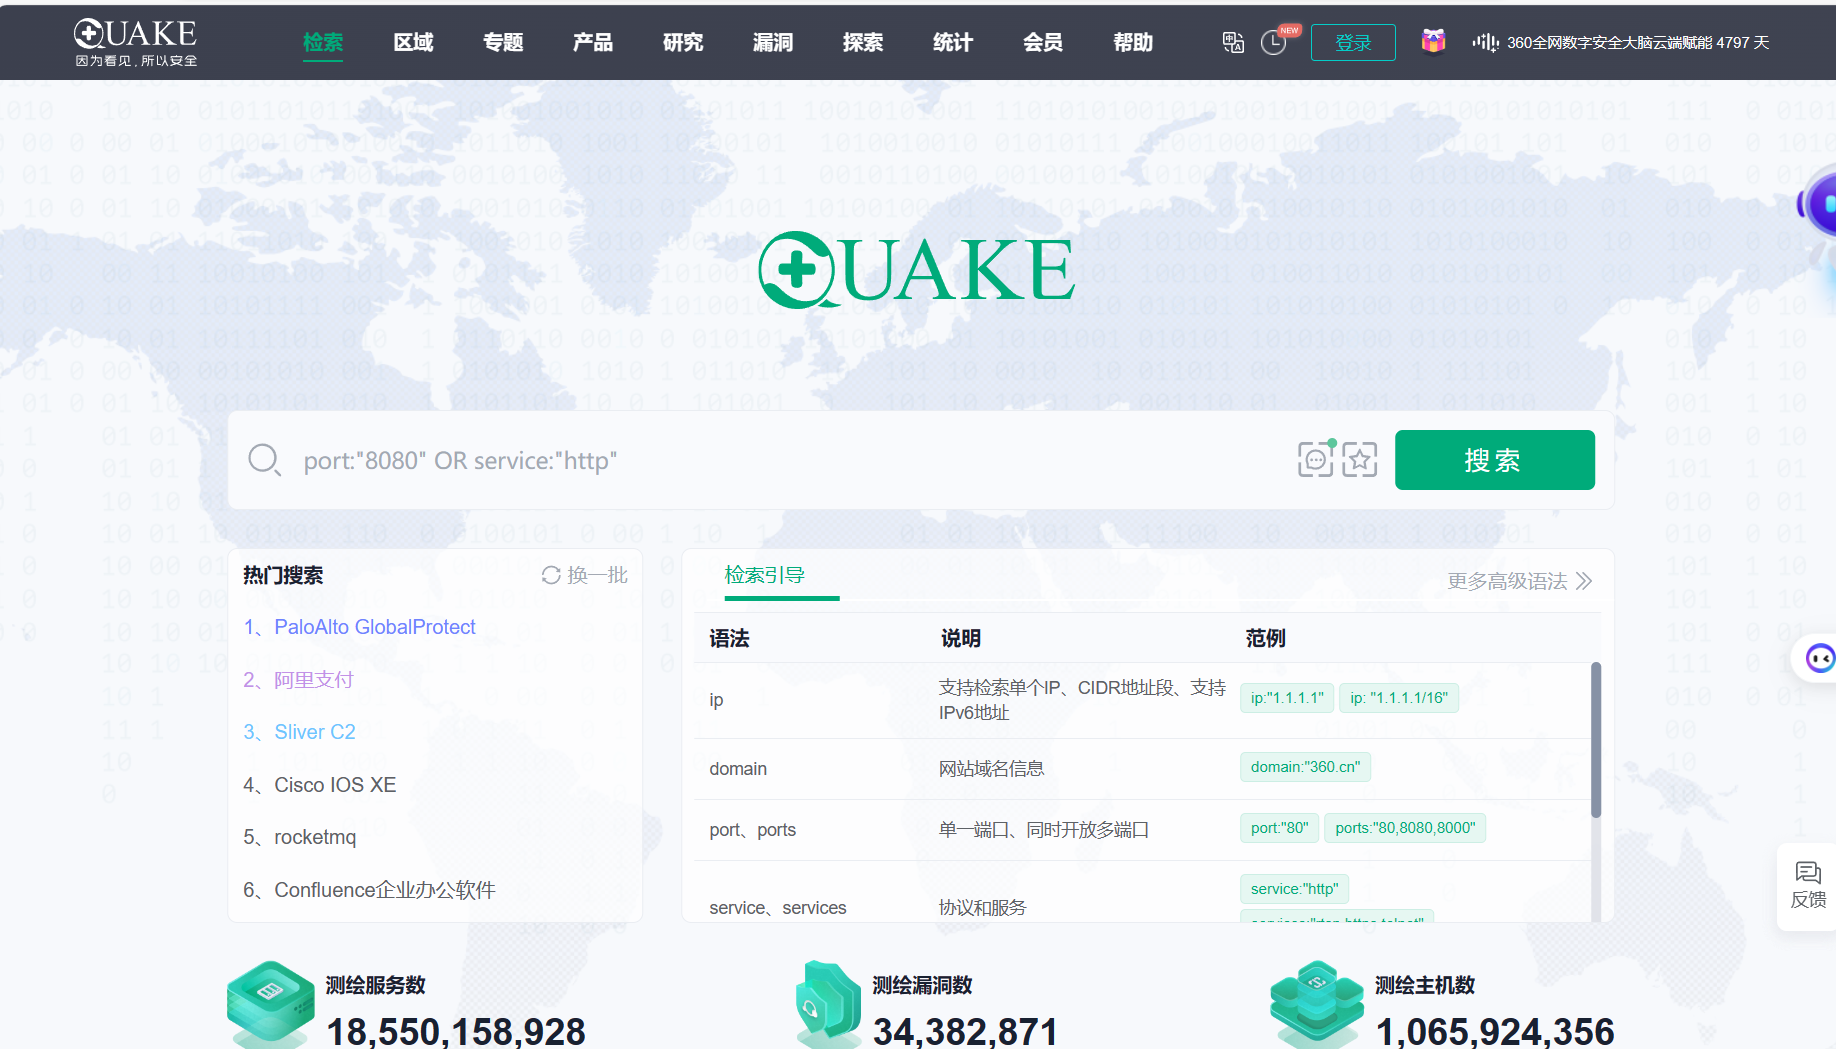 QUAKE
因为看见，所以安全
检索 区域 专题 产品 研究 漏洞 探索 统计 会员 帮助
NEW
登录
360全网数字安全大脑云端赋能 4797 天
QUAKE
port:"8080" OR service:"http"
搜索
热门搜索
换一批
1、PaloAlto GlobalProtect
2、阿里支付
3、Sliver C2
4、Cisco IOS XE
5、rocketmq
6、Confluence企业办公软件
检索引导
更多高级语法
语法 说明 范例
ip 支持检索单个IP、CIDR地址段、支持IPv6地址 ip:"1.1.1.1" ip: "1.1.1.1/16"
domain 网站域名信息 domain:"360.cn"
port、ports 单一端口、同时开放多端口 port:"80" ports:"80,8080,8000"
service、services 协议和服务 service:"http"
反馈
测绘服务数
18,550,158,928
测绘漏洞数
34,382,871
测绘主机数
1,065,924,356